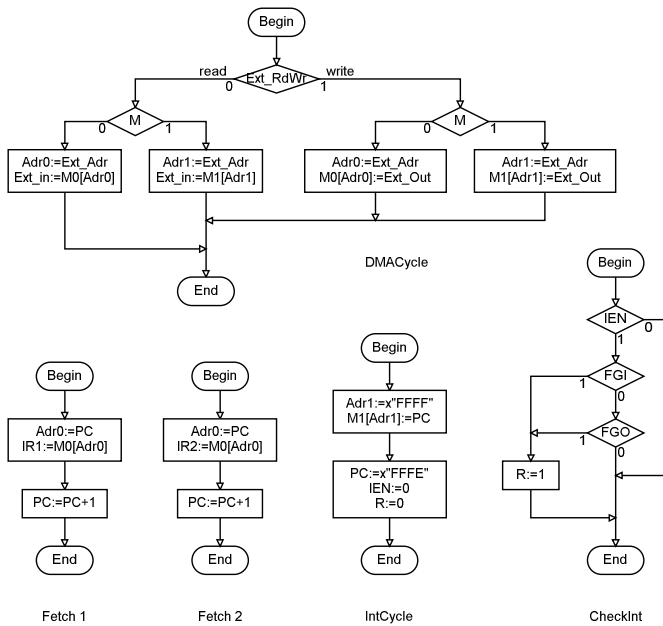 Begin
read
Ext_RdWr
write
0
1
M
0
1
M
0
1
Adr0:=Ext_Adr
Ext_in:=M0[Adr0]
Adr1:=Ext_Adr
Ext_in:=M1[Adr1]
Adr0:=Ext_Adr
M0[Adr0]:=Ext_Out
Adr1:=Ext_Adr
M1[Adr1]:=Ext_Out
DMACycle
End
Begin
Adr0:=PC
IR1:=M0[Adr0]
PC:=PC+1
End
Fetch 1
Begin
Adr0:=PC
IR2:=M0[Adr0]
PC:=PC+1
End
Fetch 2
Begin
Adr1:=x"FFFF"
M1[Adr1]:=PC
PC:=x"FFFE"
IEN:=0
R:=0
End
IntCycle
Begin
IEN
0
1
FGI
1
0
FGO
1
0
R:=1
End
CheckInt